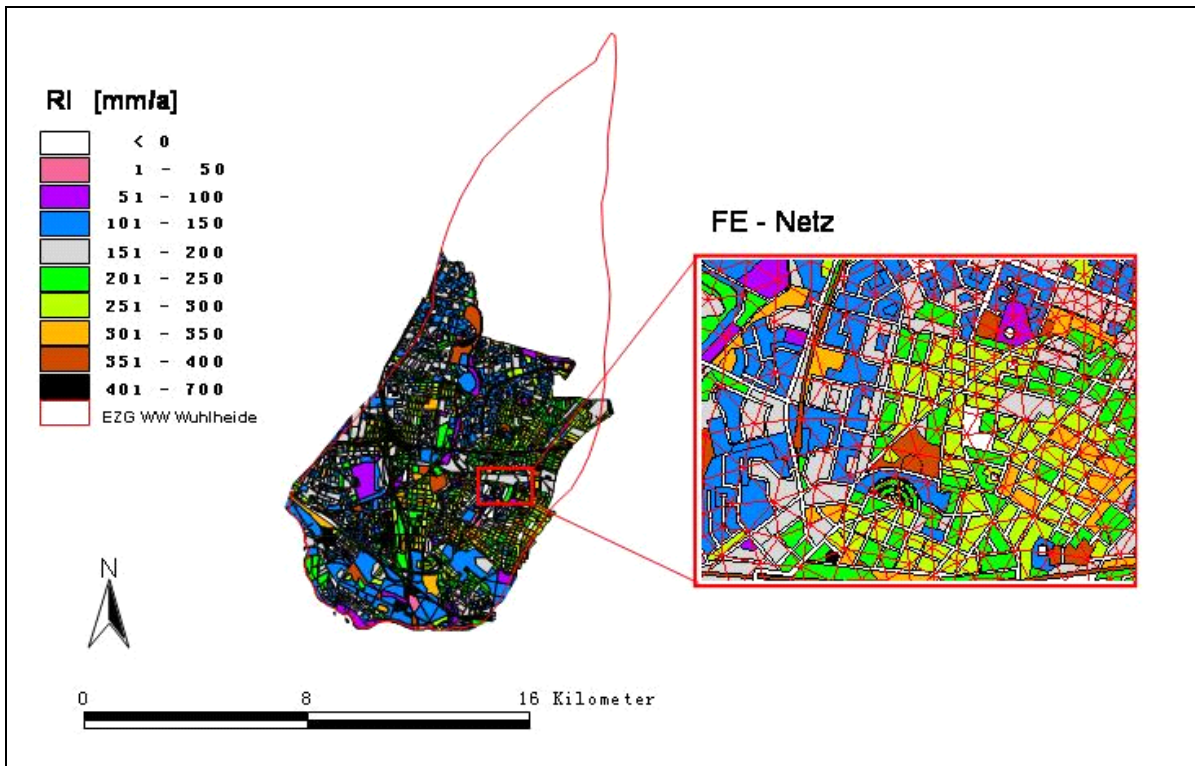 RI [mm/a]
< 0
1 - 50
51 - 100
101 - 150
151 - 200
201 - 250
251 - 300
301 - 350
351 - 400
401 - 700
EZG WW Wuhlheide
FE - Netz
N
0 8 16 Kilometer